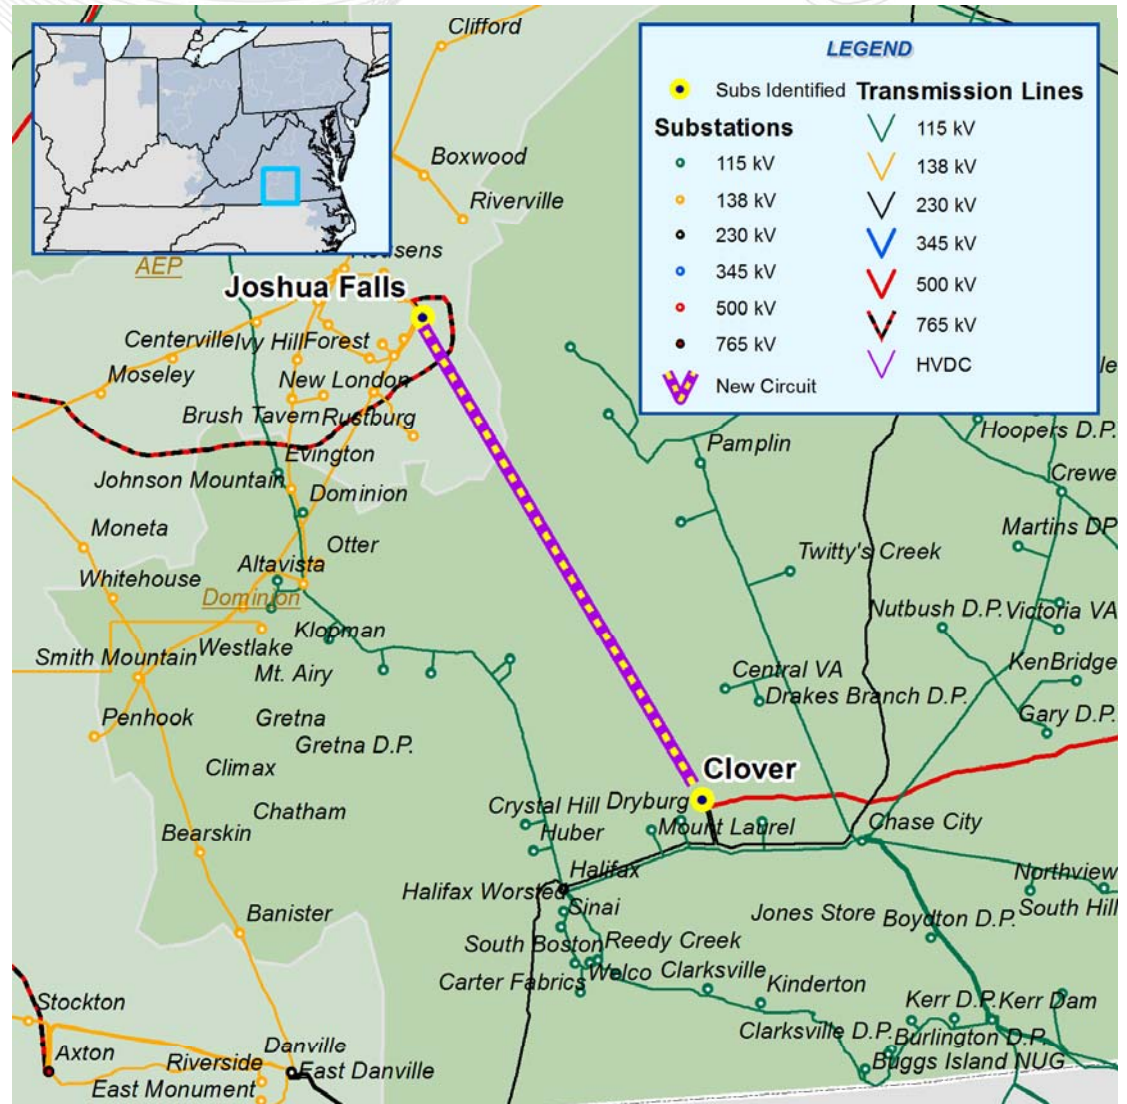 Clifford
Boxwood
Riverville
AEP
Joshua Falls
Centerville
Ivy Hill
Forest
Moseley
New London
Brush Tavern
Rustburg
Evington
Johnson Mountain
Dominion
Moneta
Otter
Altavista
Whitehouse
Dominion
Klopman
Westlake
Smith Mountain
Mt. Airy
Penhook
Gretna
Gretna D.P.
Climax
Chatham
Bearskin
Banister
Stockton
Axton
Riverside
Danville
East Danville
East Monument
LEGEND
Subs Identified
Substations
115 kV
138 kV
230 kV
345 kV
500 kV
765 kV
New Circuit
Transmission Lines
115 kV
138 kV
230 kV
345 kV
500 kV
765 kV
HVDC
Pamplin
Hoopers D.P.
Crewe
Martins DP
Twitty's Creek
Nutbush D.P.
Victoria VA
KenBridge
Central VA
Drakes Branch D.P.
Gary D.P.
Clover
Crystal Hill
Dryburg
Huber
Mount Laurel
Chase City
Halifax
Halifax Worsted
Sinai
Northview
South Hill
Jones Store
Boydton D.P.
South Boston
Reedy Creek
Carter Fabrics
Welco
Clarksville
Kinderton
Kerr D.P.
Kerr Dam
Clarksville D.P.
Burlington D.P.
Buggs Island NUG